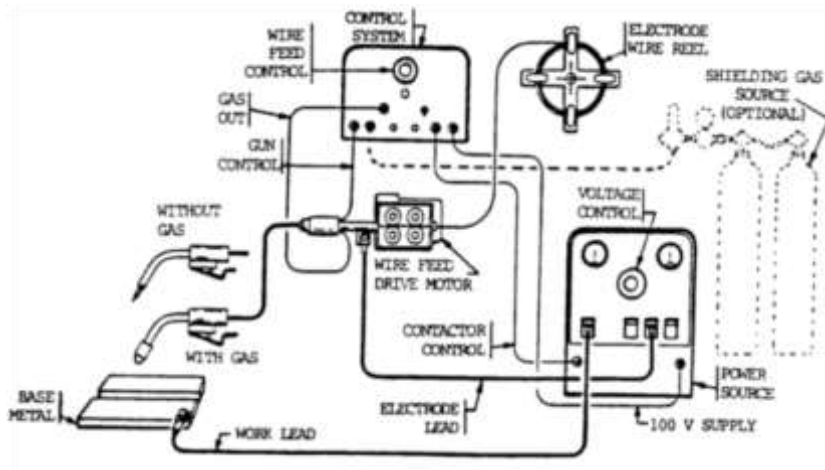 WIRE
FEED
CONTROL
CONTROL
SYSTEM
ELECTRODE
WIRE REEL
SHIELDING GAS
SOURCE
(OPTIONAL)
GAS
OUT
GUN
CONTROL
WITHOUT
GAS
VOLTAGE
CONTROL
WIRE FEED
DRIVE MOTOR
WITH GAS
CONTACTOR
CONTROL
BASE
METAL
ELECTRODE
LEAD
POWER
SOURCE
WORK LEAD
100 V SUPPLY